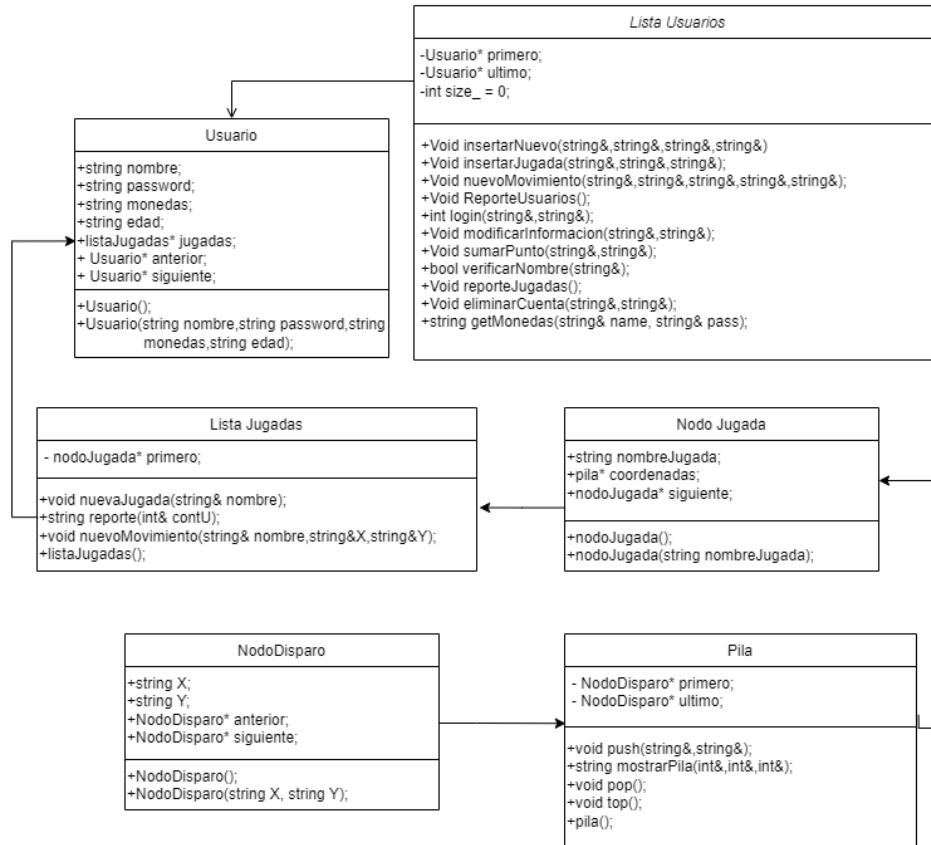 Lista Usuarios
-Usuario* primero;
-Usuario* ultimo;
-int size_ = 0;
+Void insertarNuevo(string&,string&,string&,string&)
+Void insertarJugada(string&,string&,string&);
+Void nuevoMovimiento(string&,string&,string&,string&,string&);
+Void ReporteUsuarios();
+int login(string&,string&);
+Void modificarInformacion(string&,string&);
+Void sumarPunto(string&,string&);
+bool verificarNombre(string&);
+Void reporteJugadas();
+Void eliminarCuenta(string&,string&);
+string getMonedas(string& name, string& pass);
Usuario
+string nombre;
+string password;
+string monedas;
+string edad;
+listaJugadas* jugadas;
+ Usuario* anterior;
+ Usuario* siguiente;
+Usuario();
+Usuario(string nombre,string password,string
monedas,string edad);
Lista Jugadas
- nodoJugada* primero;
+void nuevaJugada(string& nombre);
+string reporte(int& contU);
+void nuevoMovimiento(string& nombre,string&X,string&Y);
+listaJugadas();
Nodo Jugada
+string nombreJugada;
+pila* coordenadas;
+nodoJugada* siguiente;
+nodoJugada();
+nodoJugada(string nombreJugada);
NodoDisparo
+string X;
+string Y;
+NodoDisparo* anterior;
+NodoDisparo* siguiente;
+NodoDisparo();
+NodoDisparo(string X, string Y);
Pila
- NodoDisparo* primero;
- NodoDisparo* ultimo;
+void push(string&,string&);
+string mostrarPila(int&,int&,int&);
+void pop();
+void top();
+pila();